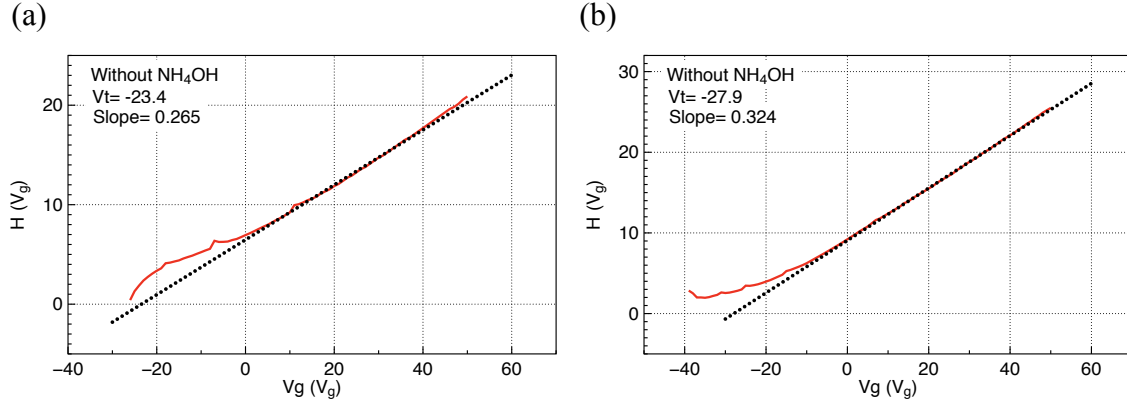 (a)
Without NH₄OH
Vt= -23.4
Slope= 0.265
H (Vg)
20
10
0
−40
−20
0
20
40
60
Vg (Vg)
(b)
Without NH₄OH
Vt= -27.9
Slope= 0.324
H (Vg)
30
20
10
0
−40
−20
0
20
40
60
Vg (Vg)